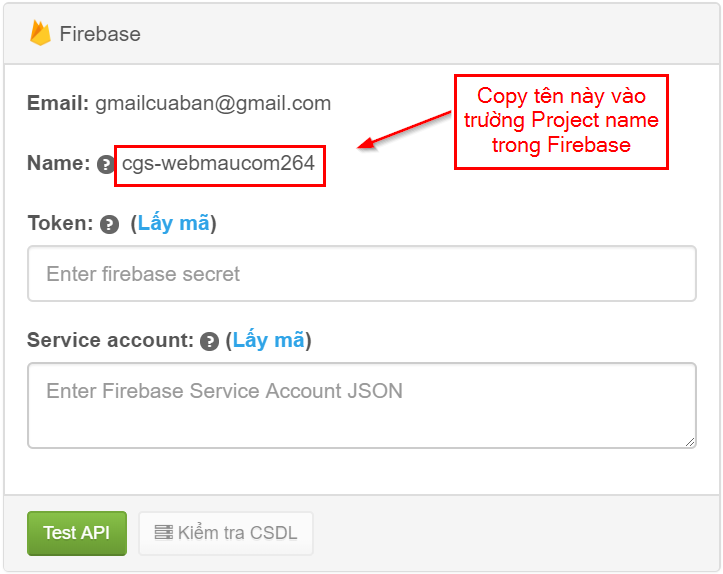 Firebase
Email: gmailcuaban@gmail.com
Copy tên này vào
trường Project name
trong Firebase
Name: ? cgs-webmaucom264
Token: ? (Lấy mã)
Enter firebase secret
Service account: ? (Lấy mã)
Enter Firebase Service Account JSON
Test API
Kiểm tra CSDL